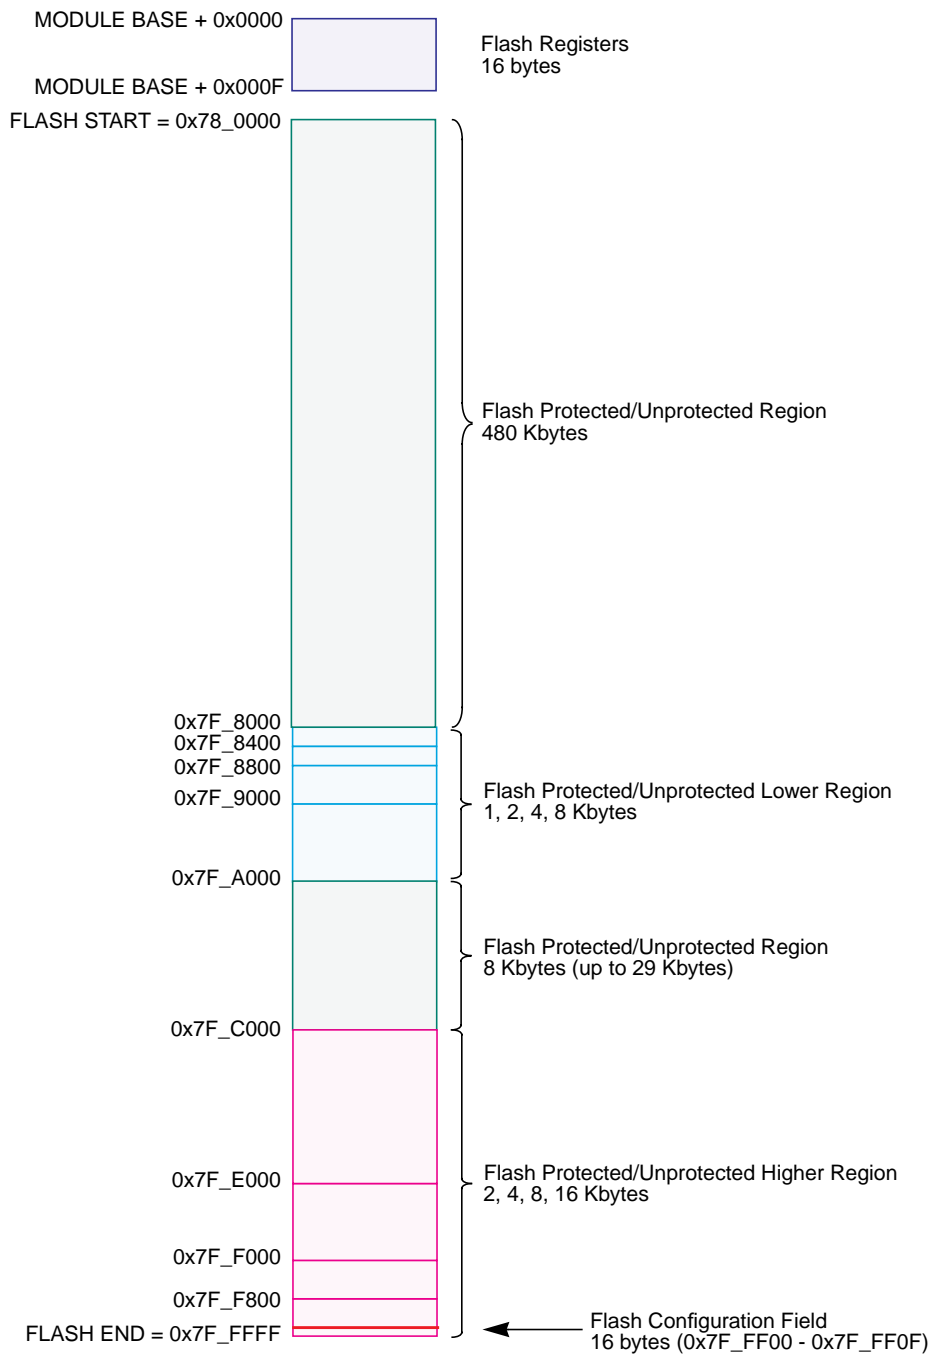 MODULE BASE + 0x0000
Flash Registers
16 bytes
MODULE BASE + 0x000F
FLASH START = 0x78_0000
Flash Protected/Unprotected Region
480 Kbytes
0x7F_8000
0x7F_8400
0x7F_8800
0x7F_9000
Flash Protected/Unprotected Lower Region
1, 2, 4, 8 Kbytes
0x7F_A000
Flash Protected/Unprotected Region
8 Kbytes (up to 29 Kbytes)
0x7F_C000
0x7F_E000
Flash Protected/Unprotected Higher Region
2, 4, 8, 16 Kbytes
0x7F_F000
0x7F_F800
FLASH END = 0x7F_FFFF
Flash Configuration Field
16 bytes (0x7F_FF00 - 0x7F_FF0F)